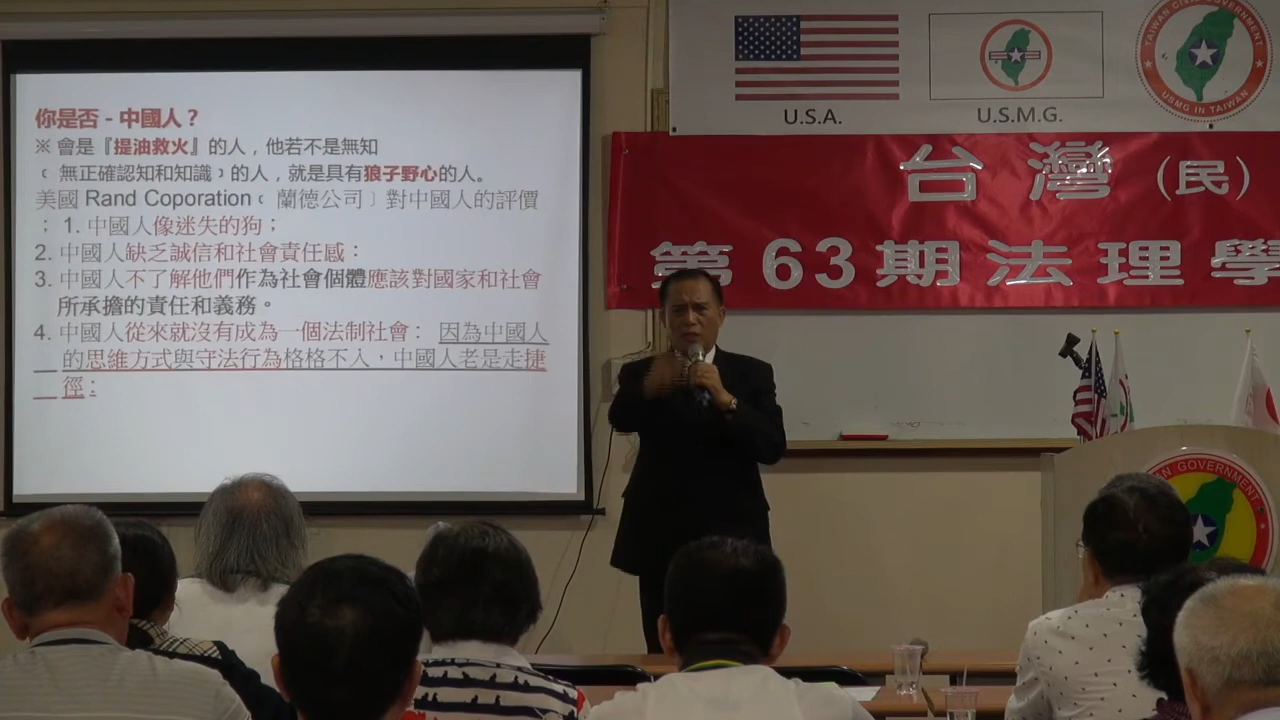 你是否－中國人？
※ 會是『提油救火』的人，他若不是無知
﹝無正確認知和知識﹞的人，就是具有狼子野心的人。
美國 Rand Coporation﹝蘭德公司﹞對中國人的評價
；1. 中國人像迷失的狗；
2. 中國人缺乏誠信和社會責任感：
3. 中國人不了解他們作為社會個體應該對國家和社會
所承擔的責任和義務。
4. 中國人從來就沒有成為一個法制社會： 因為中國人
的思維方式與守法行為格格不入，中國人老是走捷
徑：
U.S.A.
U.S.M.G.
TAIWAN CIVIL GOVERNMENT
USMG IN TAIWAN
台灣（民）
第63期法理學
GOVERNMENT